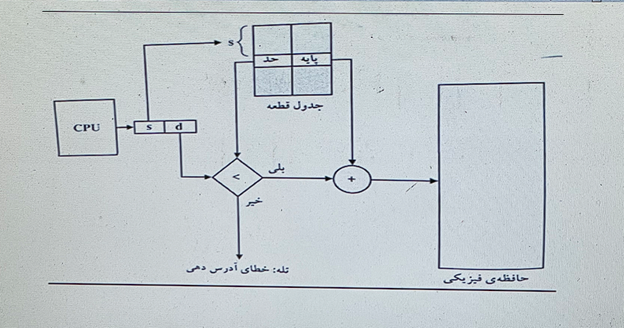 s
حد پایه
جدول قطعه
CPU
s d
<
بلی
+
خیر
تله: خطای آدرس دهی
حافظه‌ی فیزیکی